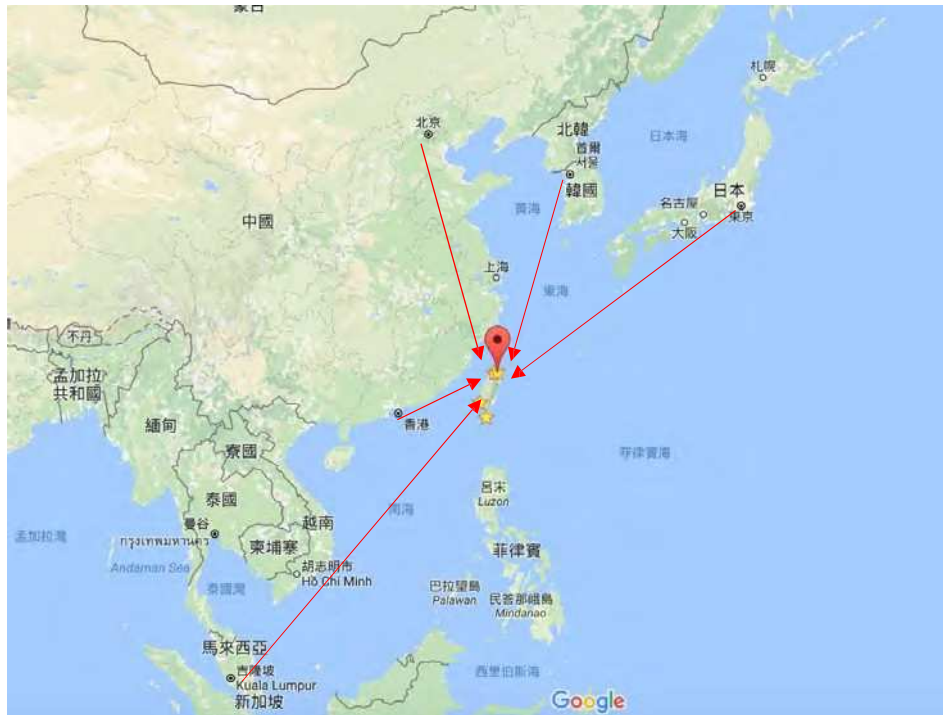 蒙古
札幌
北京
北韓
日本海
首爾
서울
韓國
日本
名古屋
東京
大阪
黃海
中國
上海
東海
不丹
孟加拉
共和國
緬甸
香港
寮國
菲律賓海
泰國
呂宋
Luzon
南海
越南
曼谷
กรุงเทพมหานคร
孟加拉灣
柬埔寨
菲律賓
胡志明市
Hồ Chí Minh
Andaman Sea
泰國灣
巴拉望島
Palawan
民答那峨島
Mindanao
馬來西亞
吉隆坡
Kuala Lumpur
西里伯斯海
新加坡
Google